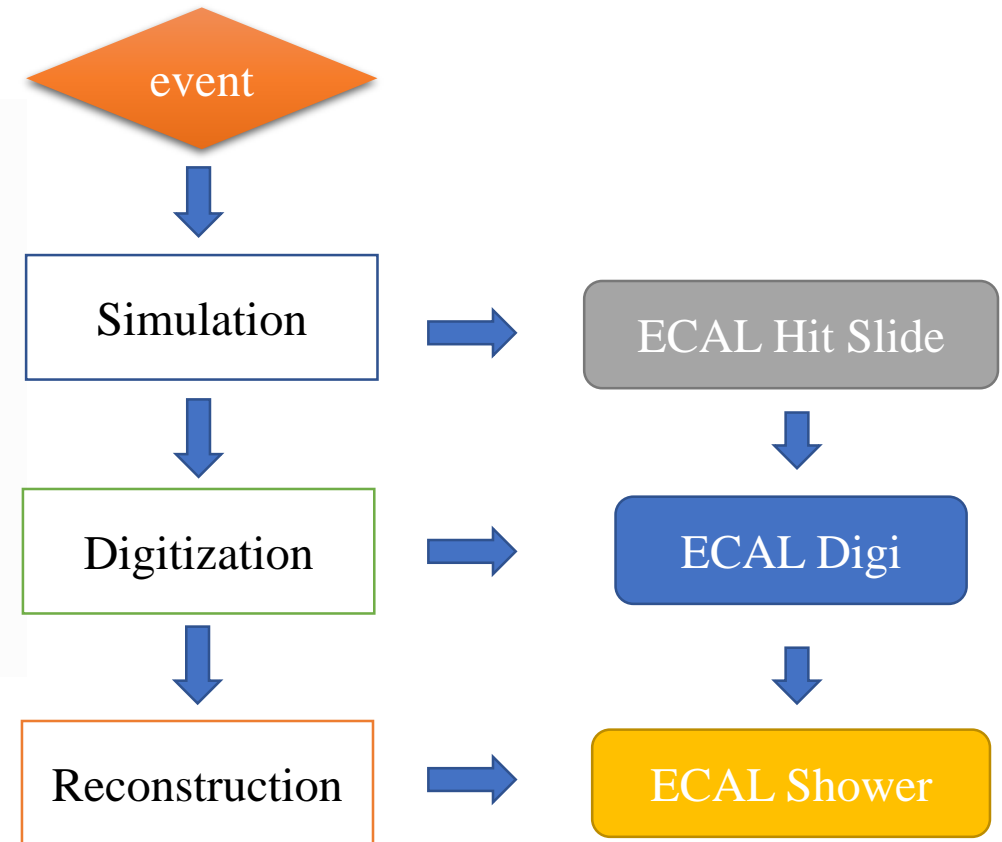 event
Simulation
ECAL Hit Slide
Digitization
ECAL Digi
Reconstruction
ECAL Shower